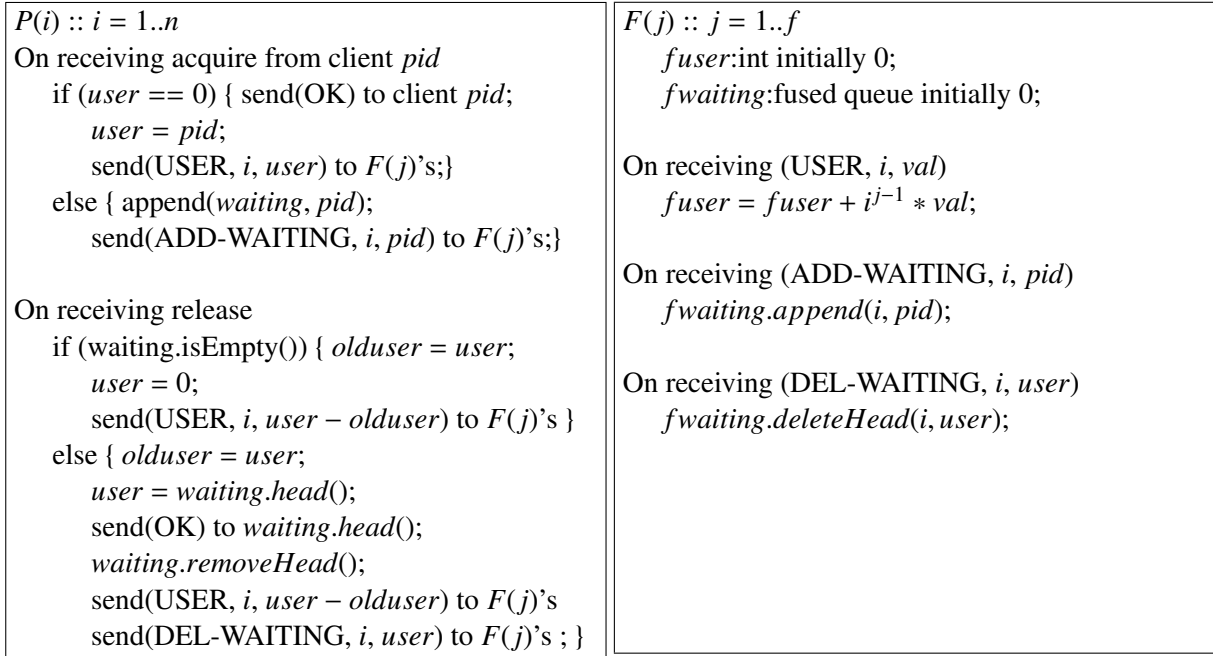 P(i) :: i = 1..n
On receiving acquire from client pid
if (user == 0) { send(OK) to client pid;
user = pid;
send(USER, i, user) to F(j)'s;}
else { append(waiting, pid);
send(ADD-WAITING, i, pid) to F(j)'s;}
On receiving release
if (waiting.isEmpty()) { olduser = user;
user = 0;
send(USER, i, user − olduser) to F(j)'s }
else { olduser = user;
user = waiting.head();
send(OK) to waiting.head();
waiting.removeHead();
send(USER, i, user − olduser) to F(j)'s
send(DEL-WAITING, i, user) to F(j)'s ; }
F(j) :: j = 1..f
fuser:int initially 0;
fwaiting:fused queue initially 0;
On receiving (USER, i, val)
fuser = fuser + i^{j−1} ∗ val;
On receiving (ADD-WAITING, i, pid)
fwaiting.append(i, pid);
On receiving (DEL-WAITING, i, user)
fwaiting.deleteHead(i, user);